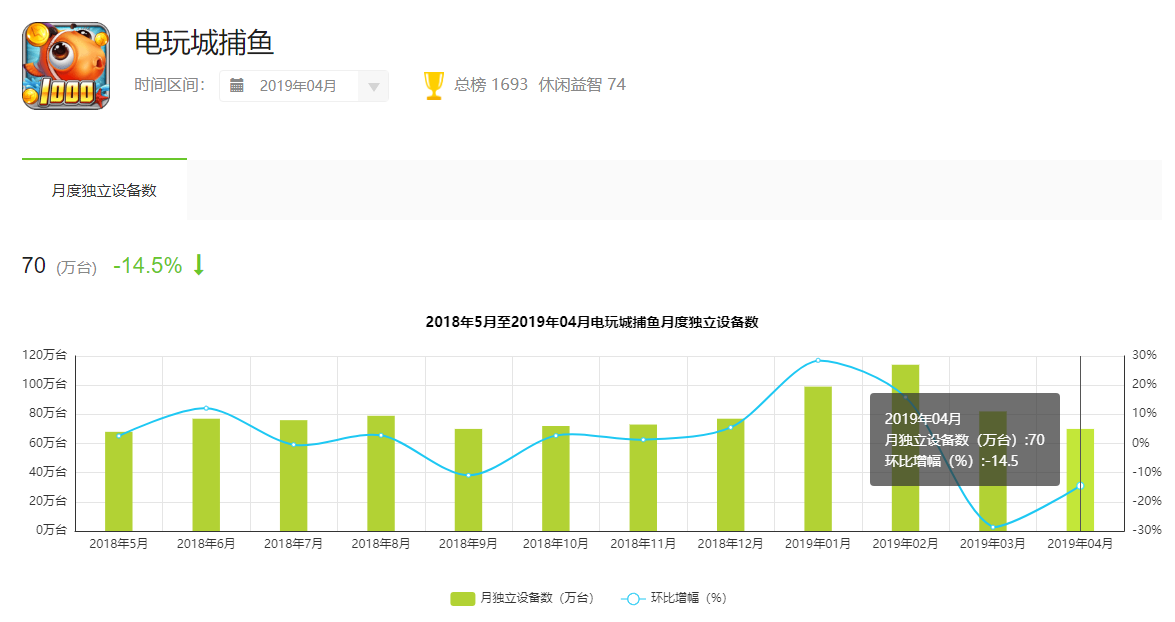 1000
电玩城捕鱼
时间区间： 2019年04月 总榜 1693 休闲益智 74
月度独立设备数
70 (万台) -14.5%
2018年5月至2019年04月电玩城捕鱼月度独立设备数
120万台 30%
100万台 20%
80万台 10%
60万台 0%
40万台 -10%
20万台 -20%
0万台 -30%
2019年04月
月独立设备数（万台）:70
环比增幅（%）:-14.5
2018年5月 2018年6月 2018年7月 2018年8月 2018年9月 2018年10月 2018年11月 2018年12月 2019年01月 2019年02月 2019年03月 2019年04月
月独立设备数（万台） 环比增幅（%）